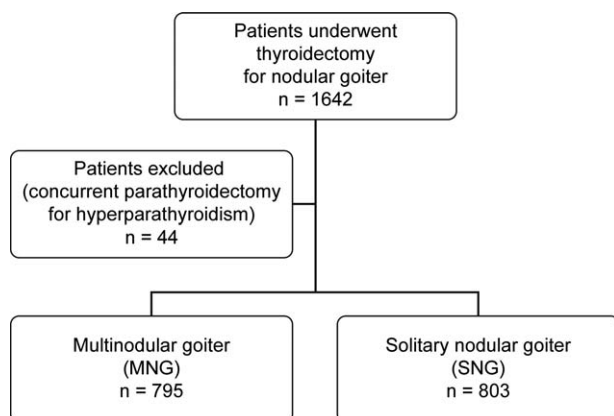 Patients underwent
thyroidectomy
for nodular goiter
n = 1642
Patients excluded
(concurrent parathyroidectomy
for hyperparathyroidism)
n = 44
Multinodular goiter
(MNG)
n = 795
Solitary nodular goiter
(SNG)
n = 803